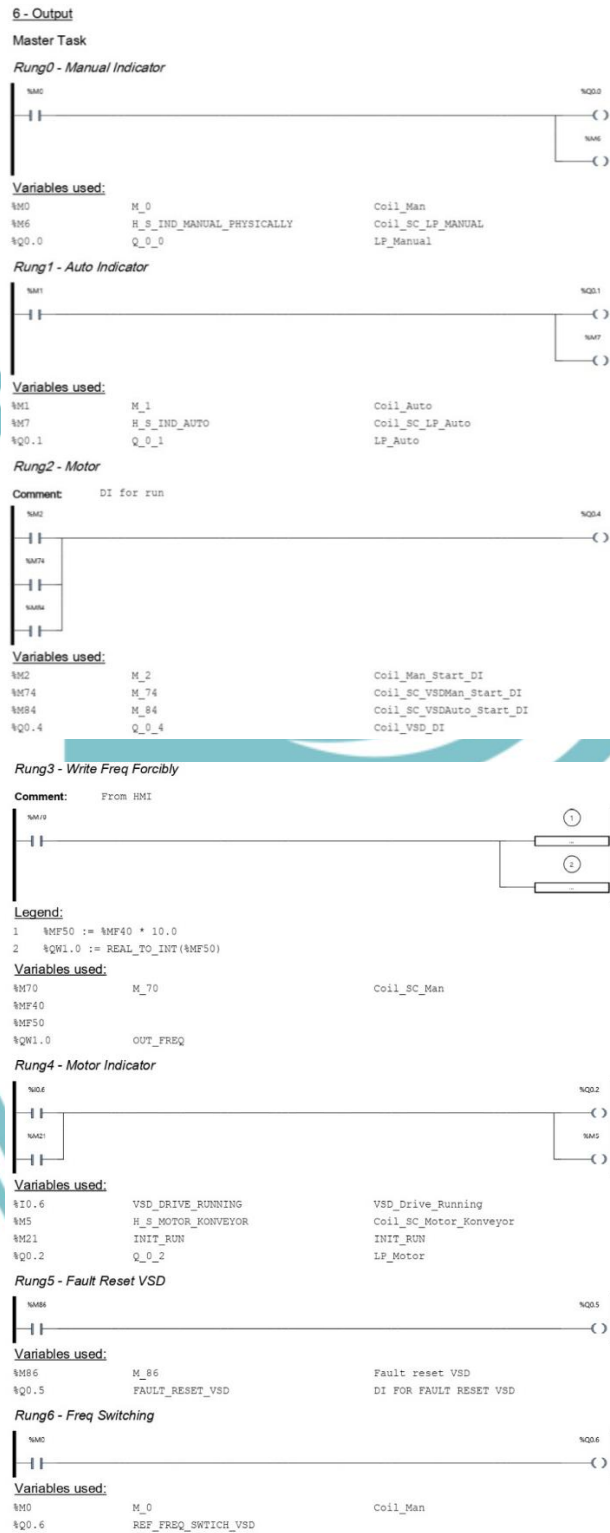 6 - Output
Master Task
Rung0 - Manual Indicator
%M0 %Q0.0
%M6
Variables used:
%M0 M_0 Coil_Man
%M6 H_S_IND_MANUAL_PHYSICALLY Coil_SC_LP_MANUAL
%Q0.0 Q_0_0 LP_Manual
Rung1 - Auto Indicator
%M1 %Q0.1
%M7
Variables used:
%M1 M_1 Coil_Auto
%M7 H_S_IND_AUTO Coil_SC_LP_Auto
%Q0.1 Q_0_1 LP_Auto
Rung2 - Motor
Comment: DI for run
%M2 %Q0.4
%M74
%M84
Variables used:
%M2 M_2 Coil_Man_Start_DI
%M74 M_74 Coil_SC_VSDMan_Start_DI
%M84 M_84 Coil_SC_VSDAuto_Start_DI
%Q0.4 Q_0_4 Coil_VSD_DI
Rung3 - Write Freq Forcibly
Comment: From HMI
%M70 1
...
2
...
Legend:
1 %MF50 := %MF40 * 10.0
2 %QW1.0 := REAL_TO_INT(%MF50)
Variables used:
%M70 M_70 Coil_SC_Man
%MF40
%MF50
%QW1.0 OUT_FREQ
Rung4 - Motor Indicator
%I0.6 %Q0.2
%M21 %M5
Variables used:
%I0.6 VSD_DRIVE_RUNNING VSD_Drive_Running
%M5 H_S_MOTOR_KONVEYOR Coil_SC_Motor_Konveyor
%M21 INIT_RUN INIT_RUN
%Q0.2 Q_0_2 LP_Motor
Rung5 - Fault Reset VSD
%M86 %Q0.5
Variables used:
%M86 M_86 Fault reset VSD
%Q0.5 FAULT_RESET_VSD DI FOR FAULT RESET VSD
Rung6 - Freq Switching
%M0 %Q0.6
Variables used:
%M0 M_0 Coil_Man
%Q0.6 REF_FREQ_SWTICH_VSD